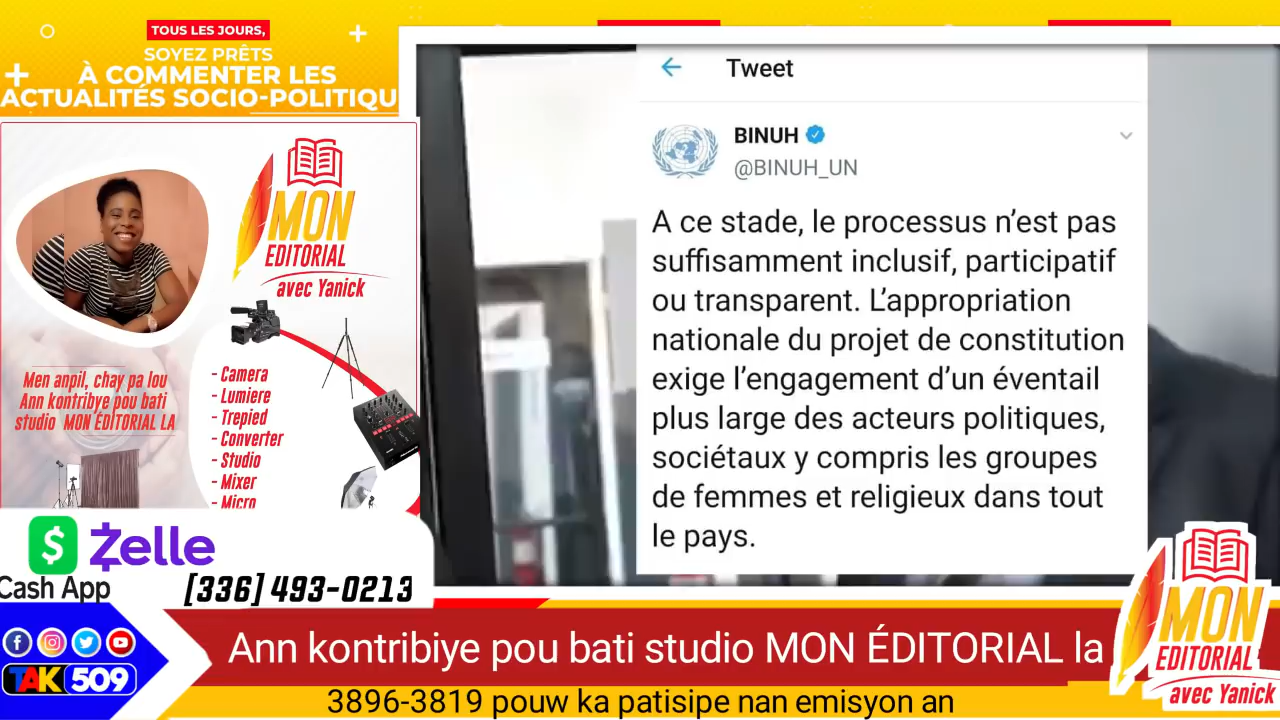 TOUS LES JOURS,
SOYEZ PRÊTS
À COMMENTER LES
ACTUALITÉS SOCIO-POLITIQU
MON
EDITORIAL
avec Yanick
Men anpil, chay pa lou
Ann kontribye pou bati
studio MON ÉDITORIAL LA
- Camera
- Lumiere
- Trepied
- Converter
- Studio
- Mixer
- Micro
$ Zelle
Cash App
[336] 493-0213
TAK 509
Tweet
BINUH
@BINUH_UN
A ce stade, le processus n’est pas
suffisamment inclusif, participatif
ou transparent. L’appropriation
nationale du projet de constitution
exige l’engagement d’un éventail
plus large des acteurs politiques,
sociétaux y compris les groupes
de femmes et religieux dans tout
le pays.
Ann kontribiye pou bati studio MON ÉDITORIAL la
3896-3819 pouw ka patisipe nan emisyon an
MON
EDITORIAL
avec Yanick